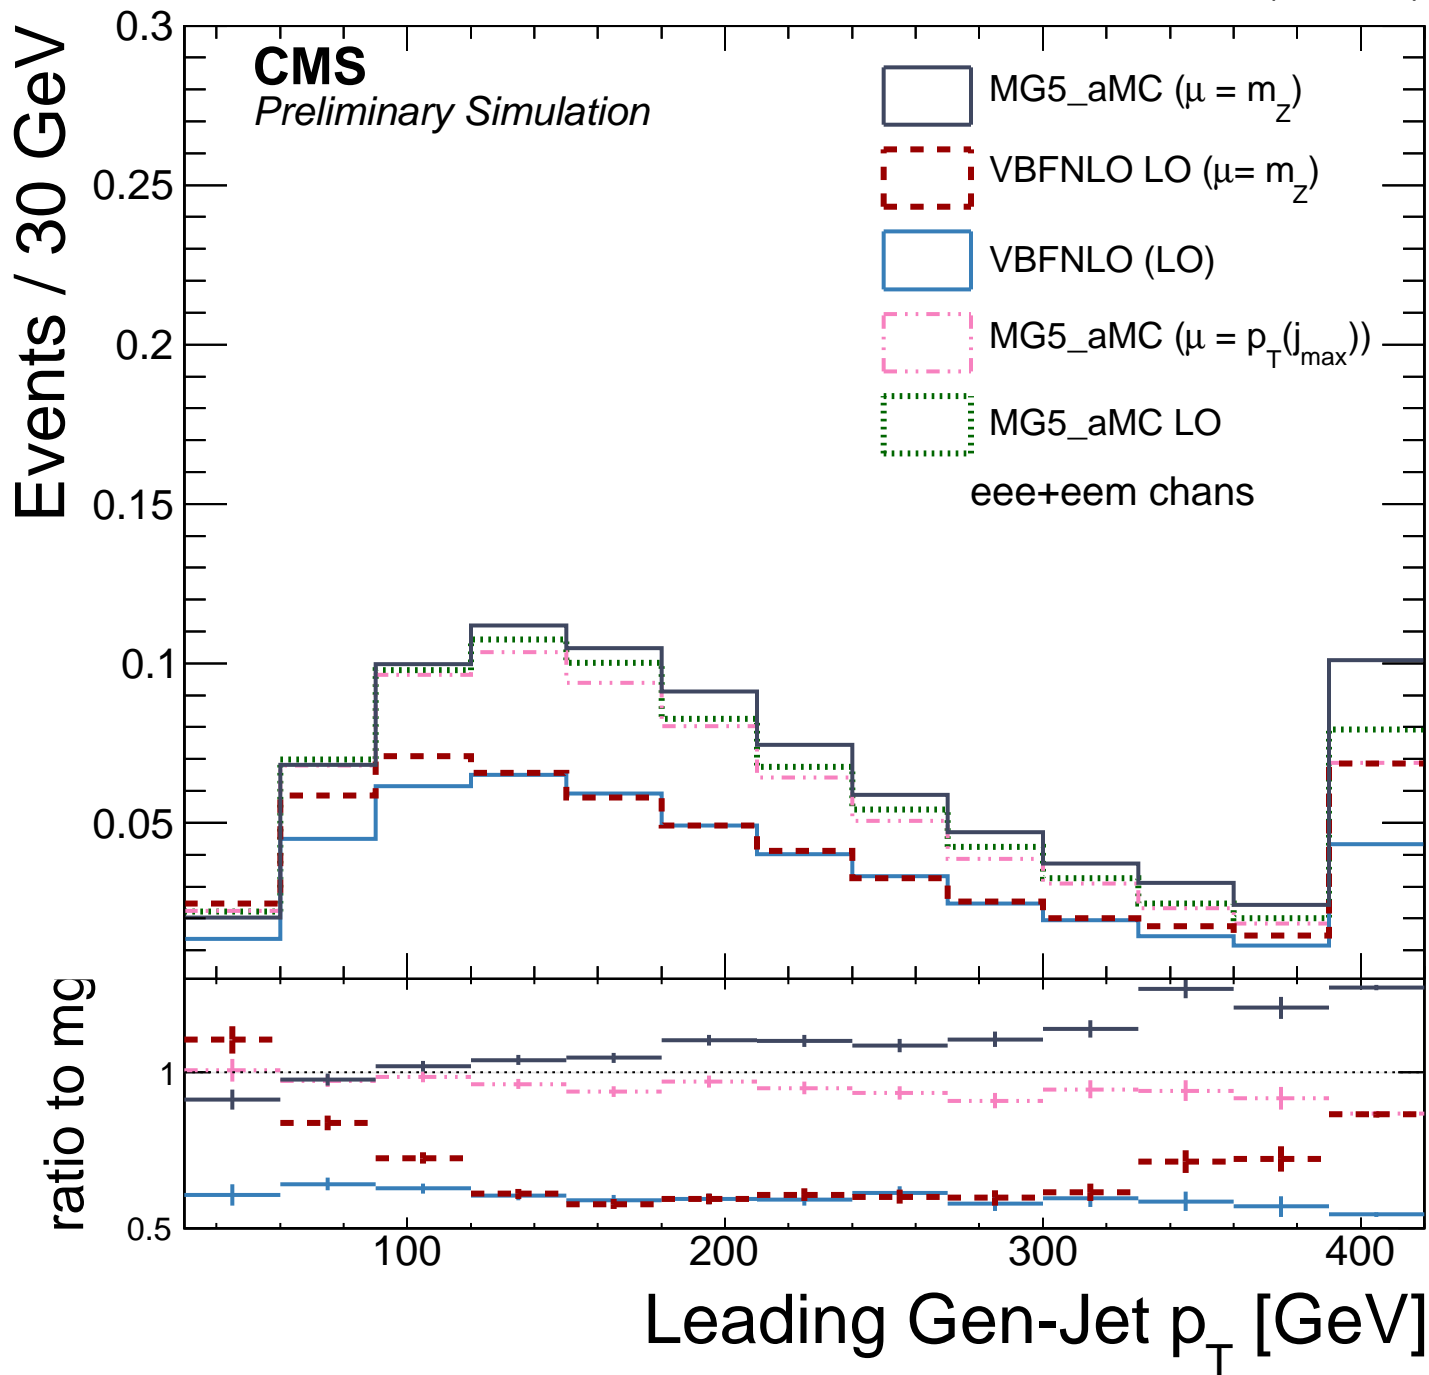 CMS
Preliminary Simulation
MG5_aMC (μ = m_Z)
VBFNLO LO (μ= m_Z)
VBFNLO (LO)
MG5_aMC (μ = p_T(j_max))
MG5_aMC LO
eee+eem chans
Events / 30 GeV
0.3
0.25
0.2
0.15
0.1
0.05
ratio to mg
1
0.5
100 200 300 400
Leading Gen-Jet p_T [GeV]